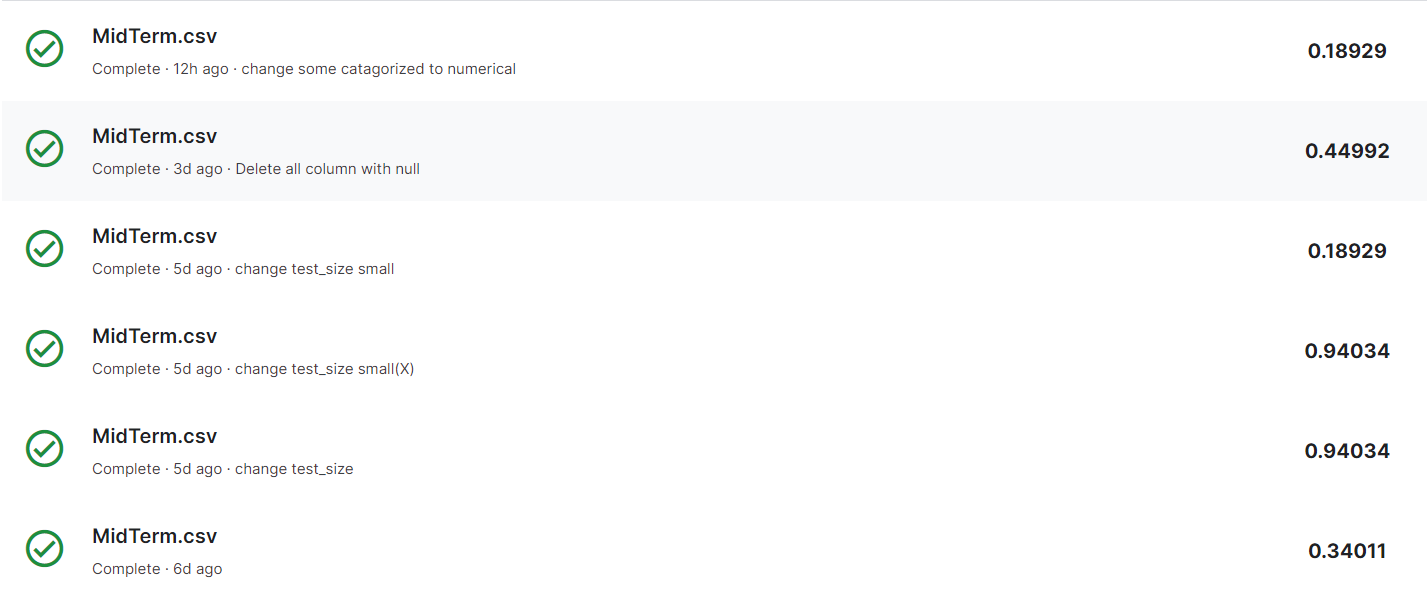 MidTerm.csv
0.18929
Complete · 12h ago · change some catagorized to numerical
MidTerm.csv
0.44992
Complete · 3d ago · Delete all column with null
MidTerm.csv
0.18929
Complete · 5d ago · change test_size small
MidTerm.csv
0.94034
Complete · 5d ago · change test_size small(X)
MidTerm.csv
0.94034
Complete · 5d ago · change test_size
MidTerm.csv
0.34011
Complete · 6d ago